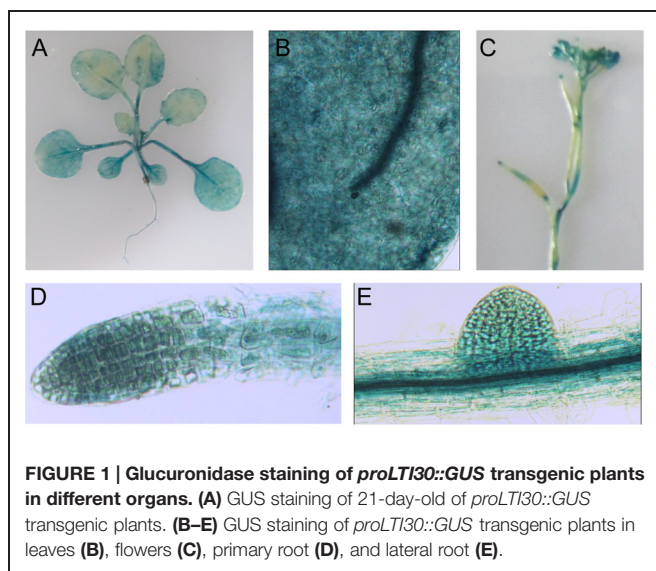 A
B
C
D
E
FIGURE 1 | Glucuronidase staining of proLTI30::GUS transgenic plants
in different organs. (A) GUS staining of 21-day-old of proLTI30::GUS
transgenic plants. (B–E) GUS staining of proLTI30::GUS transgenic plants in
leaves (B), flowers (C), primary root (D), and lateral root (E).